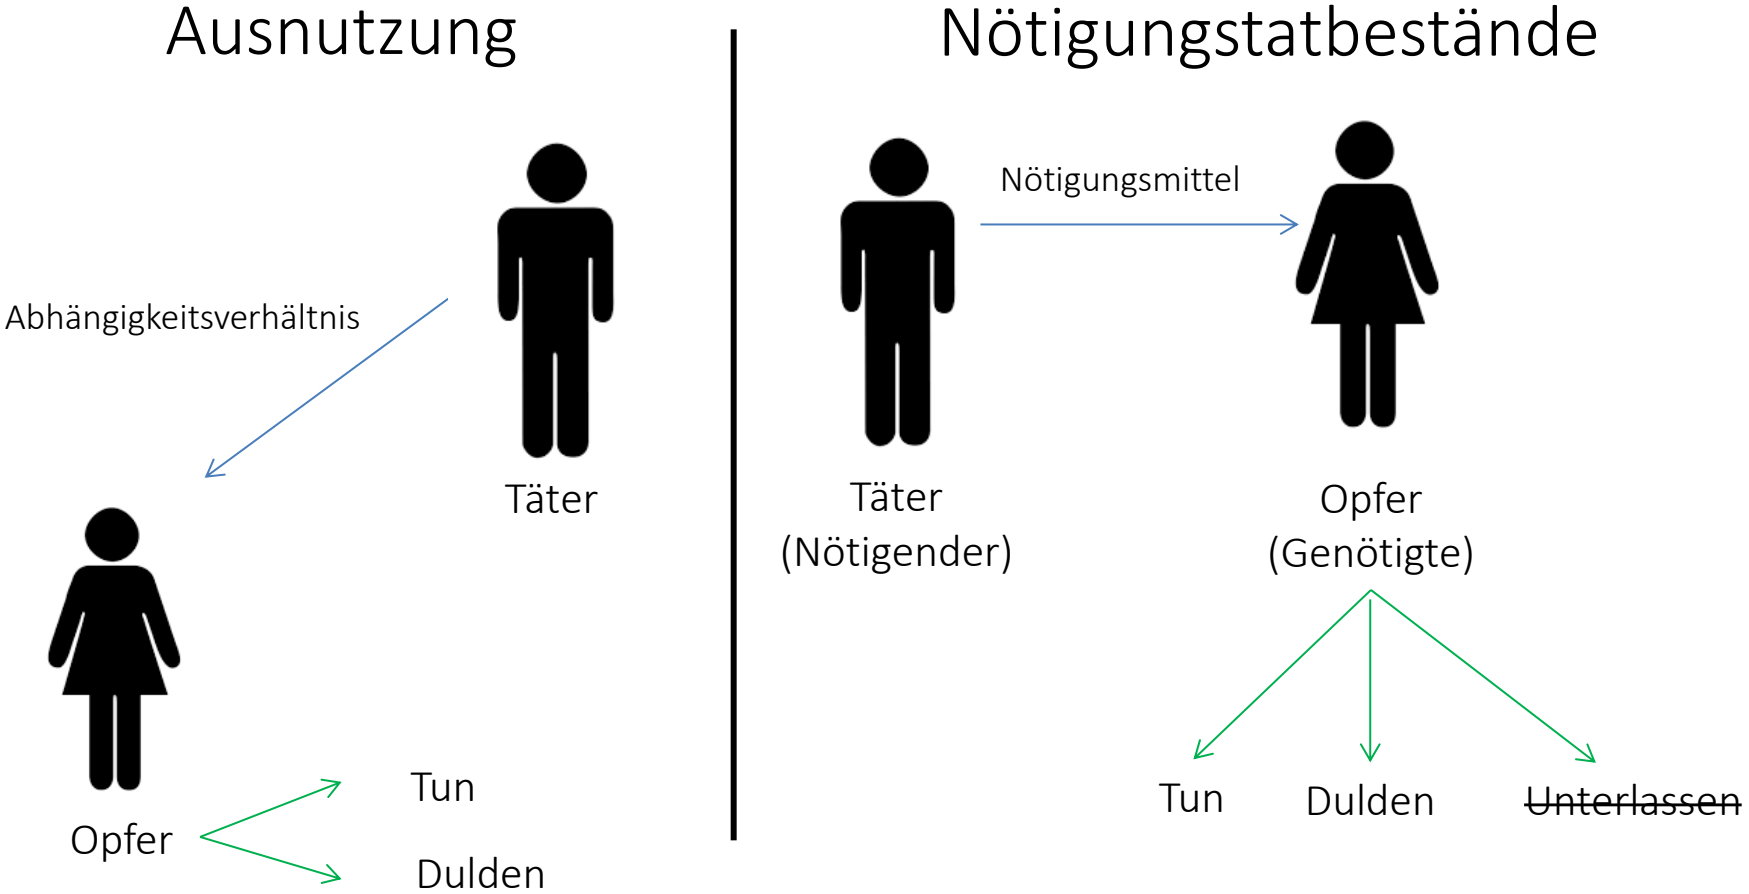 Ausnutzung
Abhängigkeitsverhältnis
Täter
Opfer
Tun
Dulden
Nötigungstatbestände
Nötigungsmittel
Täter
(Nötigender)
Opfer
(Genötigte)
Tun
Dulden
Unterlassen